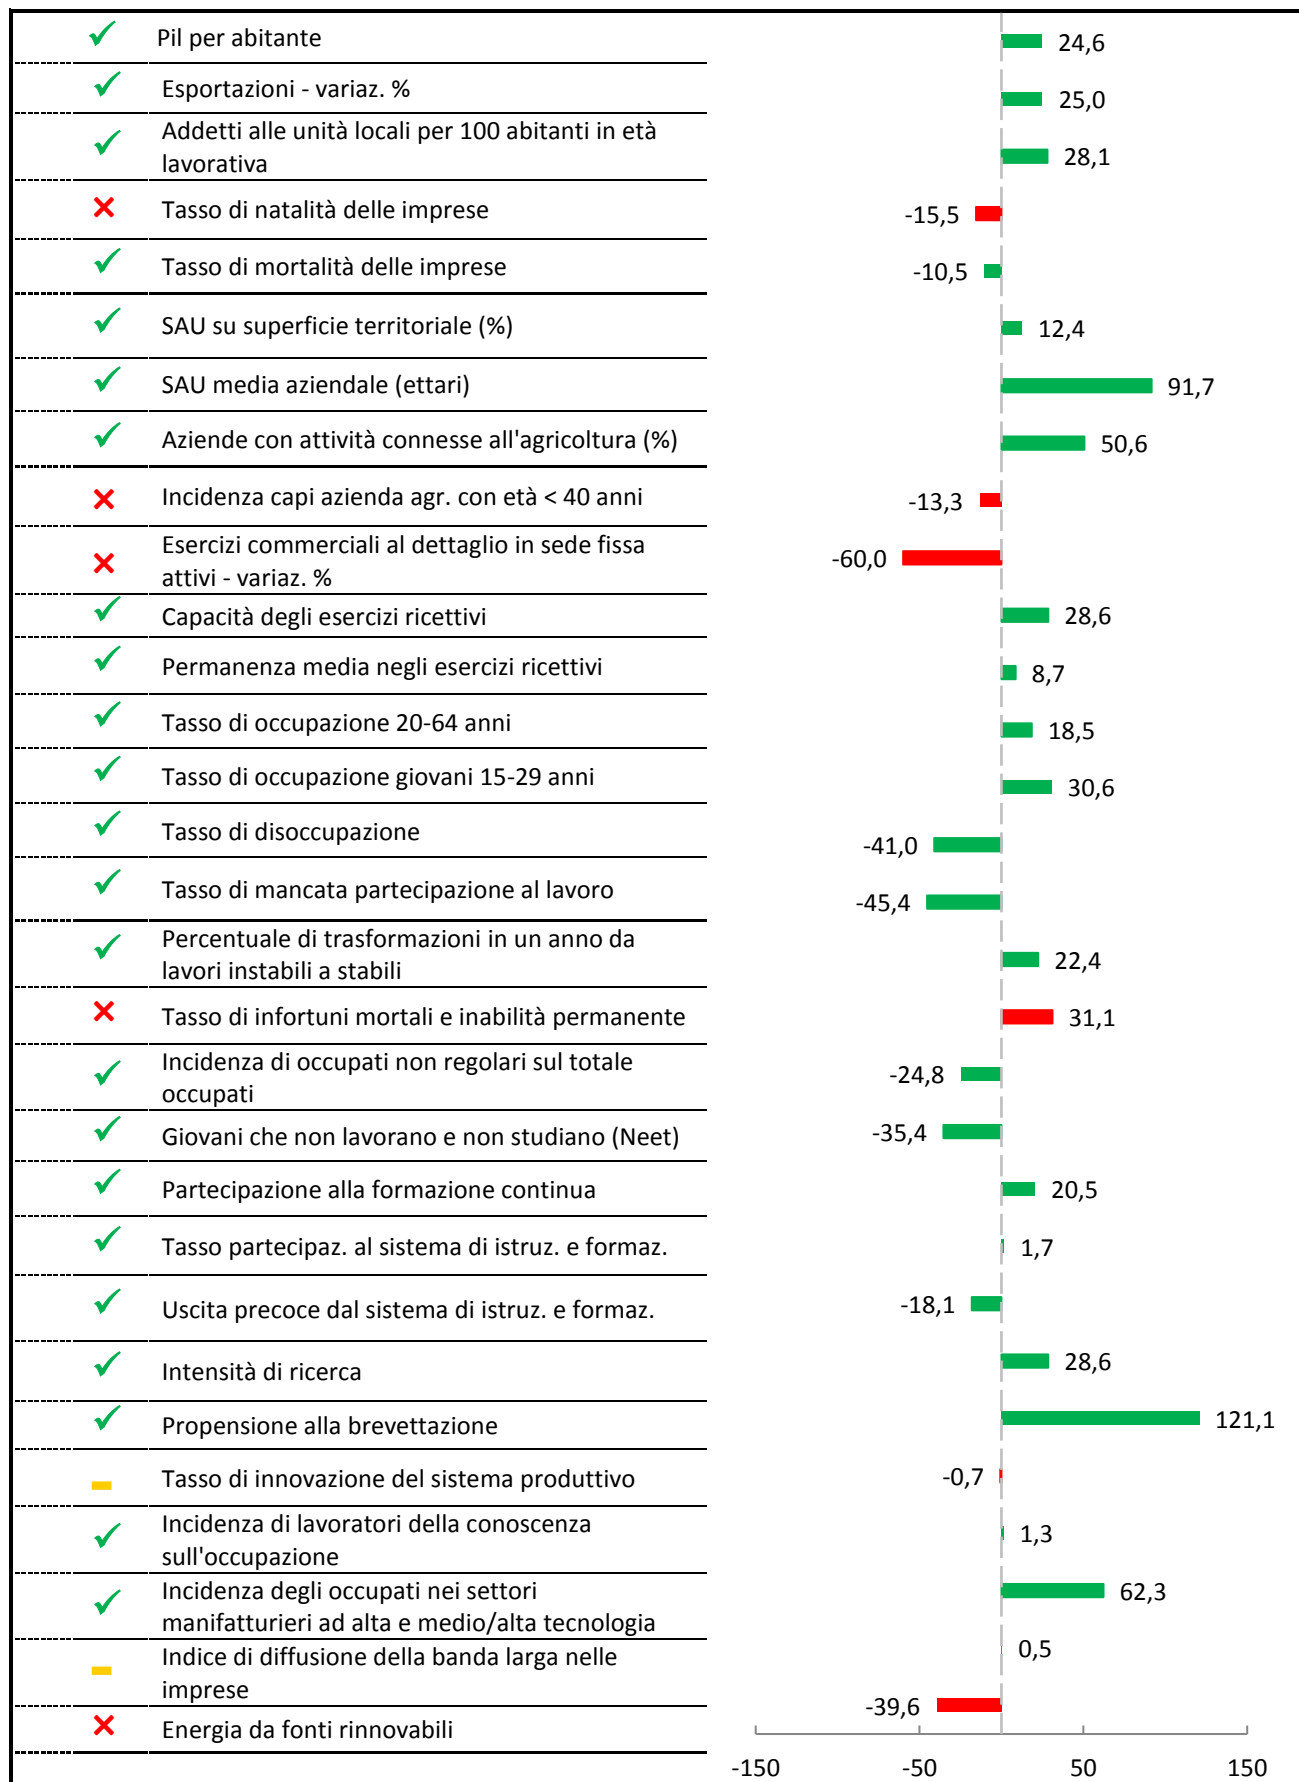 Pil per abitante 24,6
Esportazioni - variaz. % 25,0
Addetti alle unità locali per 100 abitanti in età
lavorativa 28,1
Tasso di natalità delle imprese -15,5
Tasso di mortalità delle imprese -10,5
SAU su superficie territoriale (%) 12,4
SAU media aziendale (ettari) 91,7
Aziende con attività connesse all'agricoltura (%) 50,6
Incidenza capi azienda agr. con età < 40 anni -13,3
Esercizi commerciali al dettaglio in sede fissa
attivi - variaz. % -60,0
Capacità degli esercizi ricettivi 28,6
Permanenza media negli esercizi ricettivi 8,7
Tasso di occupazione 20-64 anni 18,5
Tasso di occupazione giovani 15-29 anni 30,6
Tasso di disoccupazione -41,0
Tasso di mancata partecipazione al lavoro -45,4
Percentuale di trasformazioni in un anno da
lavori instabili a stabili 22,4
Tasso di infortuni mortali e inabilità permanente 31,1
Incidenza di occupati non regolari sul totale
occupati -24,8
Giovani che non lavorano e non studiano (Neet) -35,4
Partecipazione alla formazione continua 20,5
Tasso partecipaz. al sistema di istruz. e formaz. 1,7
Uscita precoce dal sistema di istruz. e formaz. -18,1
Intensità di ricerca 28,6
Propensione alla brevettazione 121,1
Tasso di innovazione del sistema produttivo -0,7
Incidenza di lavoratori della conoscenza
sull'occupazione 1,3
Incidenza degli occupati nei settori
manifatturieri ad alta e medio/alta tecnologia 62,3
Indice di diffusione della banda larga nelle
imprese 0,5
Energia da fonti rinnovabili -39,6
-150 -50 50 150